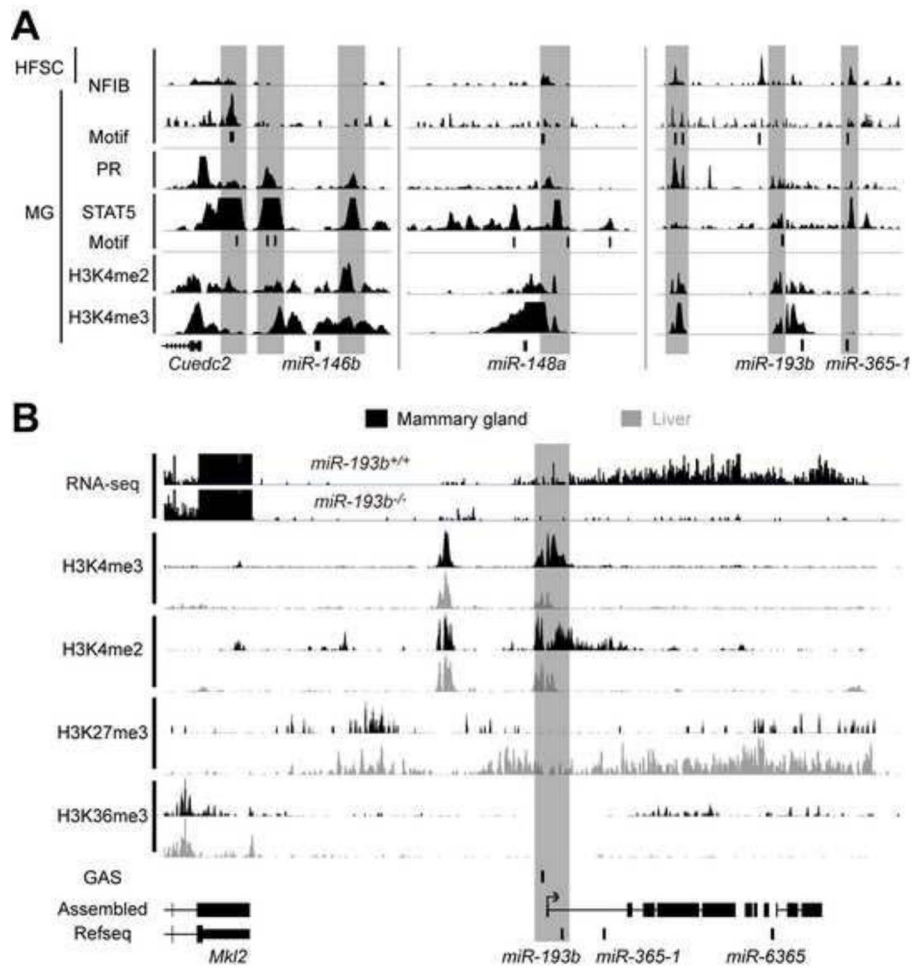 A
HFSC
NFIB
Motif
PR
MG
STAT5
Motif
H3K4me2
H3K4me3
Cuedc2 miR-146b miR-148a miR-193b miR-365-1
B
Mammary gland Liver
miR-193b+/+
RNA-seq
miR-193b-/-
H3K4me3
H3K4me2
H3K27me3
H3K36me3
GAS
Assembled
Refseq
Mkl2 miR-193b miR-365-1 miR-6365